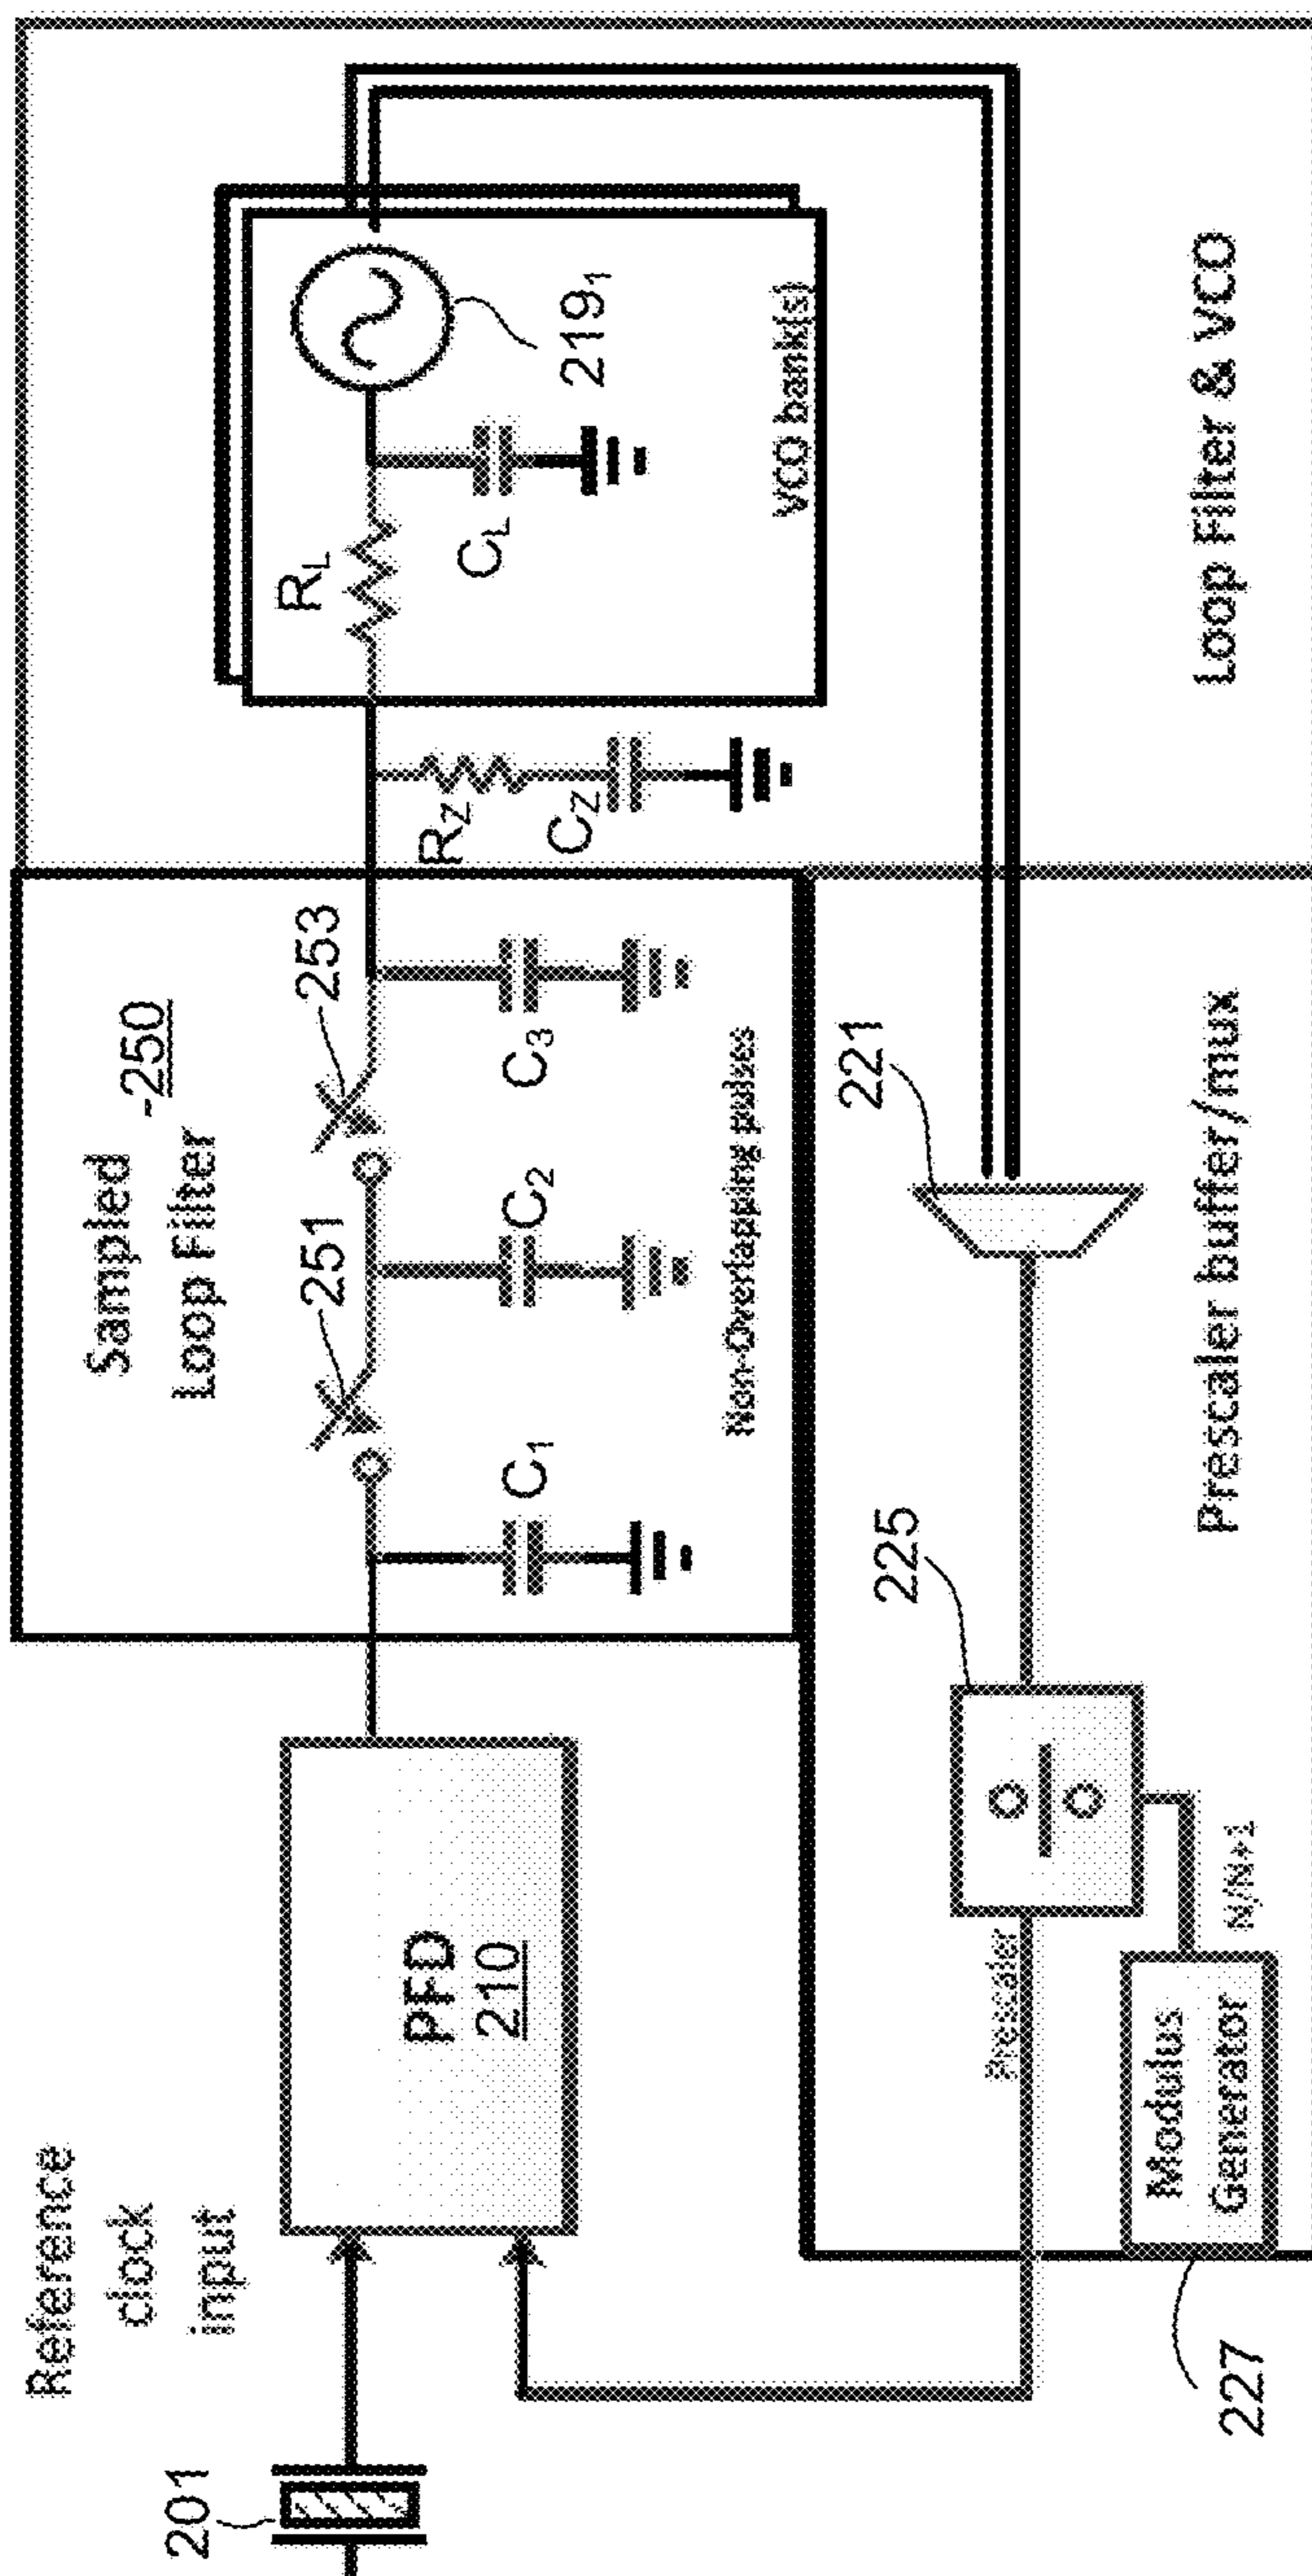 201
Reference
clock
input
PFD
210
Sampled
Loop Filter
-250
251
253
C1
C2
C3
Non-Overlapping pulses
RZ
CZ
RL
CL
219₁
VCO bank(s)
Loop Filter & VCO
221
225
Prescaler
N/N+1
Modulus
Generator
227
Prescaler buffer/mux